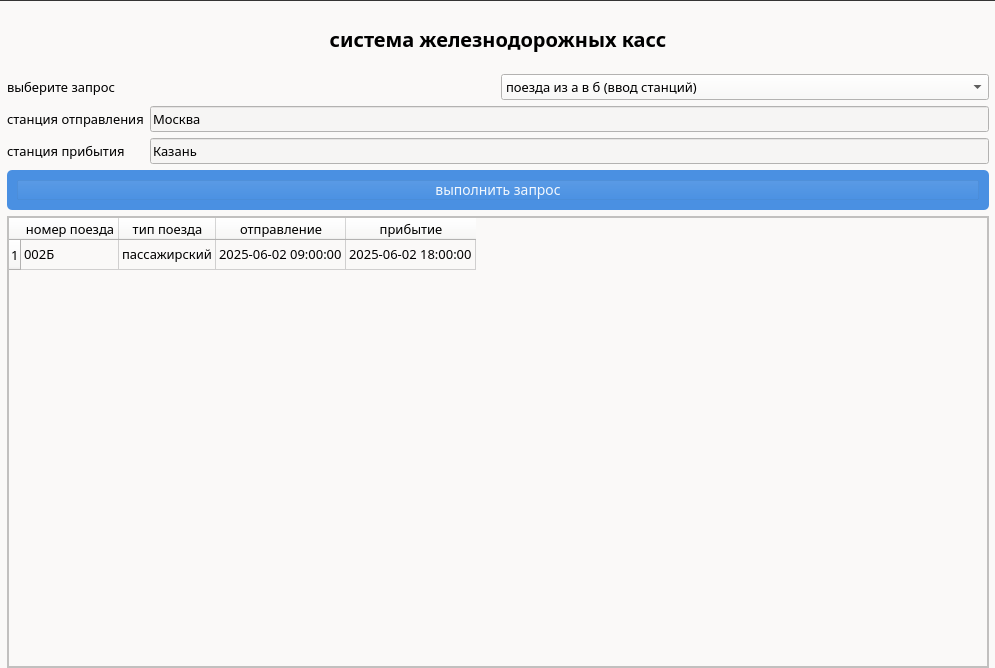 система железнодорожных касс
выберите запрос поезда из а в б (ввод станций)
станция отправления Москва
станция прибытия Казань
выполнить запрос
номер поезда тип поезда отправление прибытие
1 002Б пассажирский 2025-06-02 09:00:00 2025-06-02 18:00:00